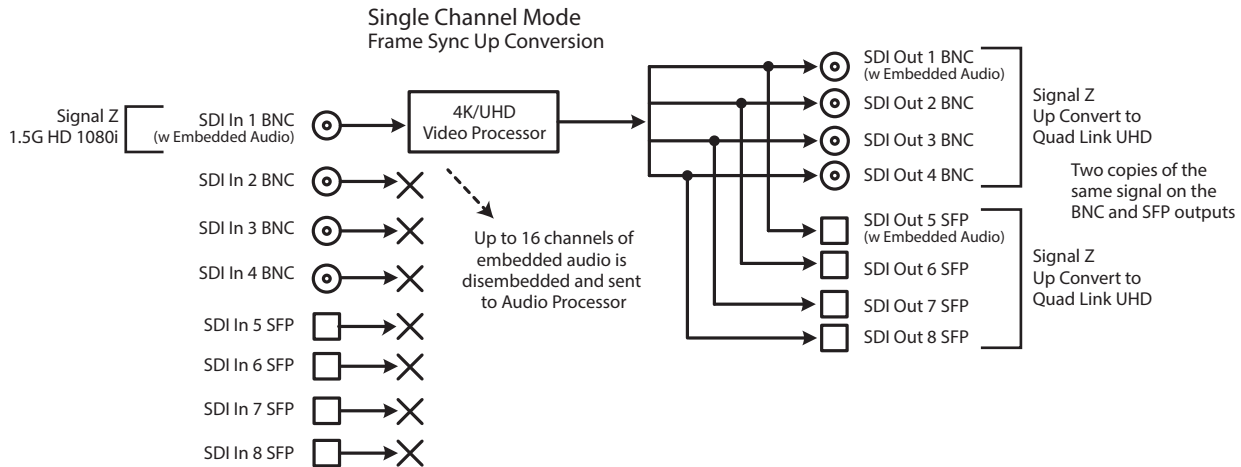 Single Channel Mode
Frame Sync Up Conversion
Signal Z
1.5G HD 1080i
SDI In 1 BNC
(w Embedded Audio)
SDI In 2 BNC
SDI In 3 BNC
SDI In 4 BNC
SDI In 5 SFP
SDI In 6 SFP
SDI In 7 SFP
SDI In 8 SFP
4K/UHD
Video Processor
Up to 16 channels of
embedded audio is
disembedded and sent
to Audio Processor
SDI Out 1 BNC
(w Embedded Audio)
SDI Out 2 BNC
SDI Out 3 BNC
SDI Out 4 BNC
SDI Out 5 SFP
(w Embedded Audio)
SDI Out 6 SFP
SDI Out 7 SFP
SDI Out 8 SFP
Signal Z
Up Convert to
Quad Link UHD
Two copies of the
same signal on the
BNC and SFP outputs
Signal Z
Up Convert to
Quad Link UHD